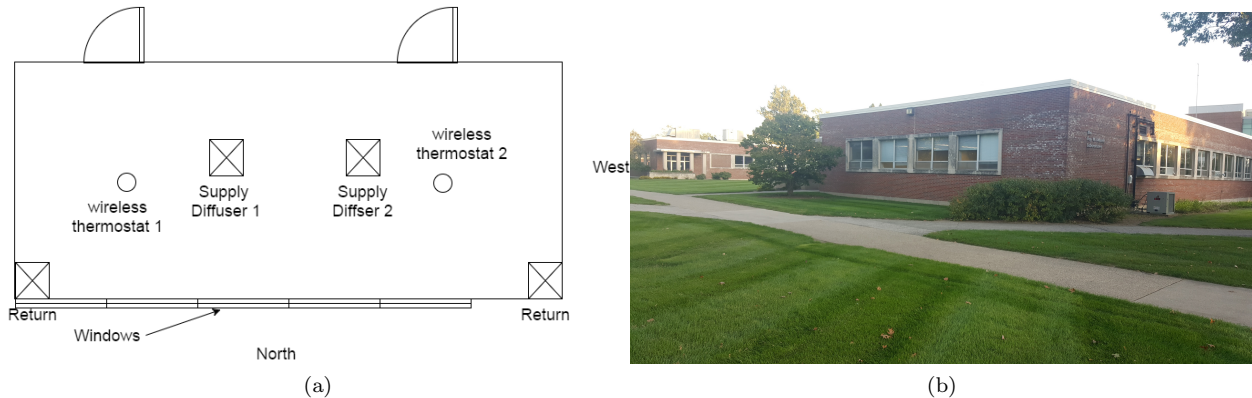 wireless
thermostat 2
West
Supply
Diffuser 1
Supply
Diffser 2
wireless
thermostat 1
Return
Return
Windows
North
(a)
(b)